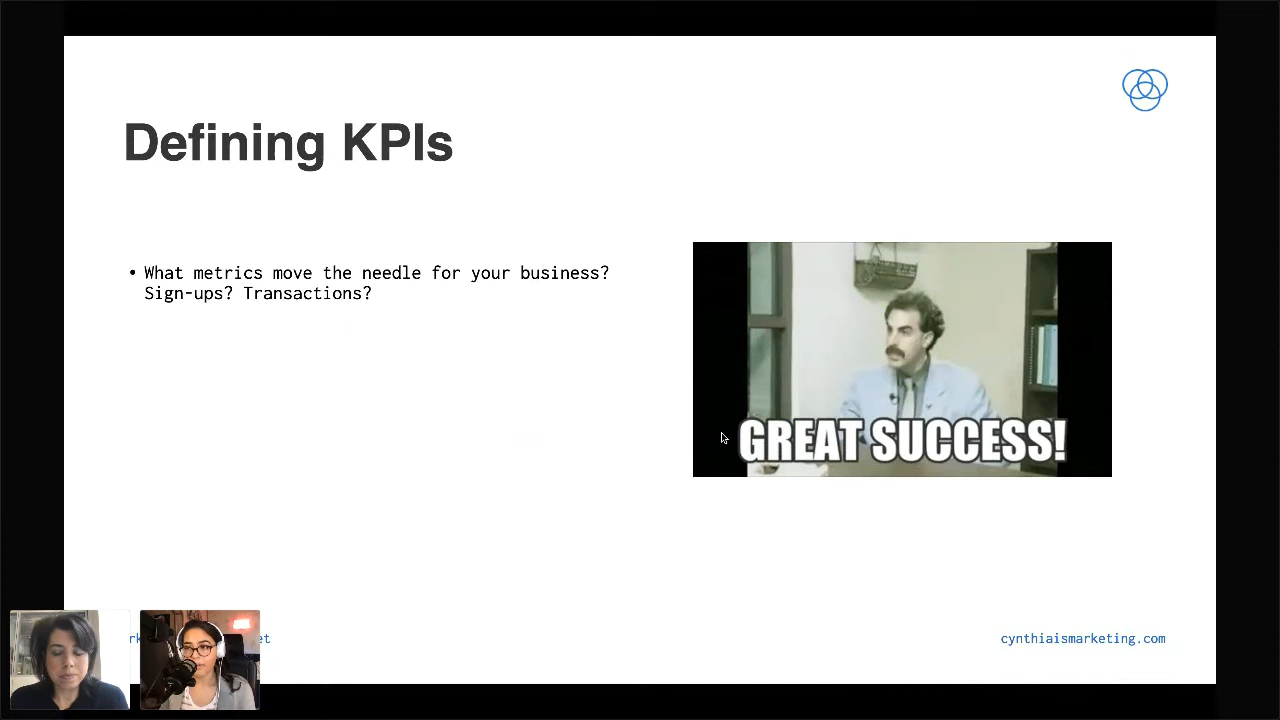 Defining KPIs
• What metrics move the needle for your business?
Sign-ups? Transactions?
GREAT SUCCESS!
cynthiaismarketing.com